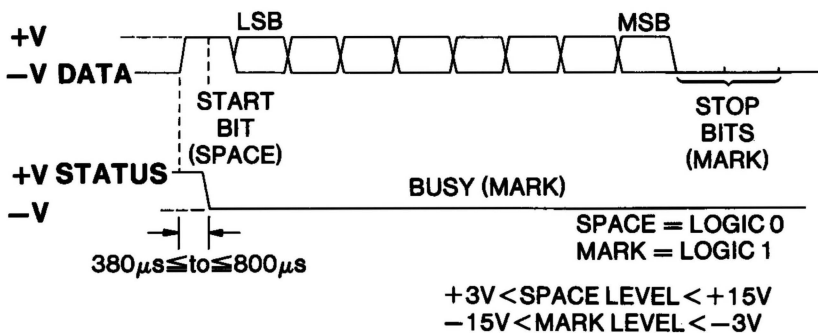 LSB MSB
+V
−V DATA
START
BIT
(SPACE)
STOP
BITS
(MARK)
+V STATUS
−V
BUSY (MARK)
SPACE = LOGIC 0
MARK = LOGIC 1
380µs≦to≦800µs
+3V<SPACE LEVEL<+15V
−15V<MARK LEVEL<−3V